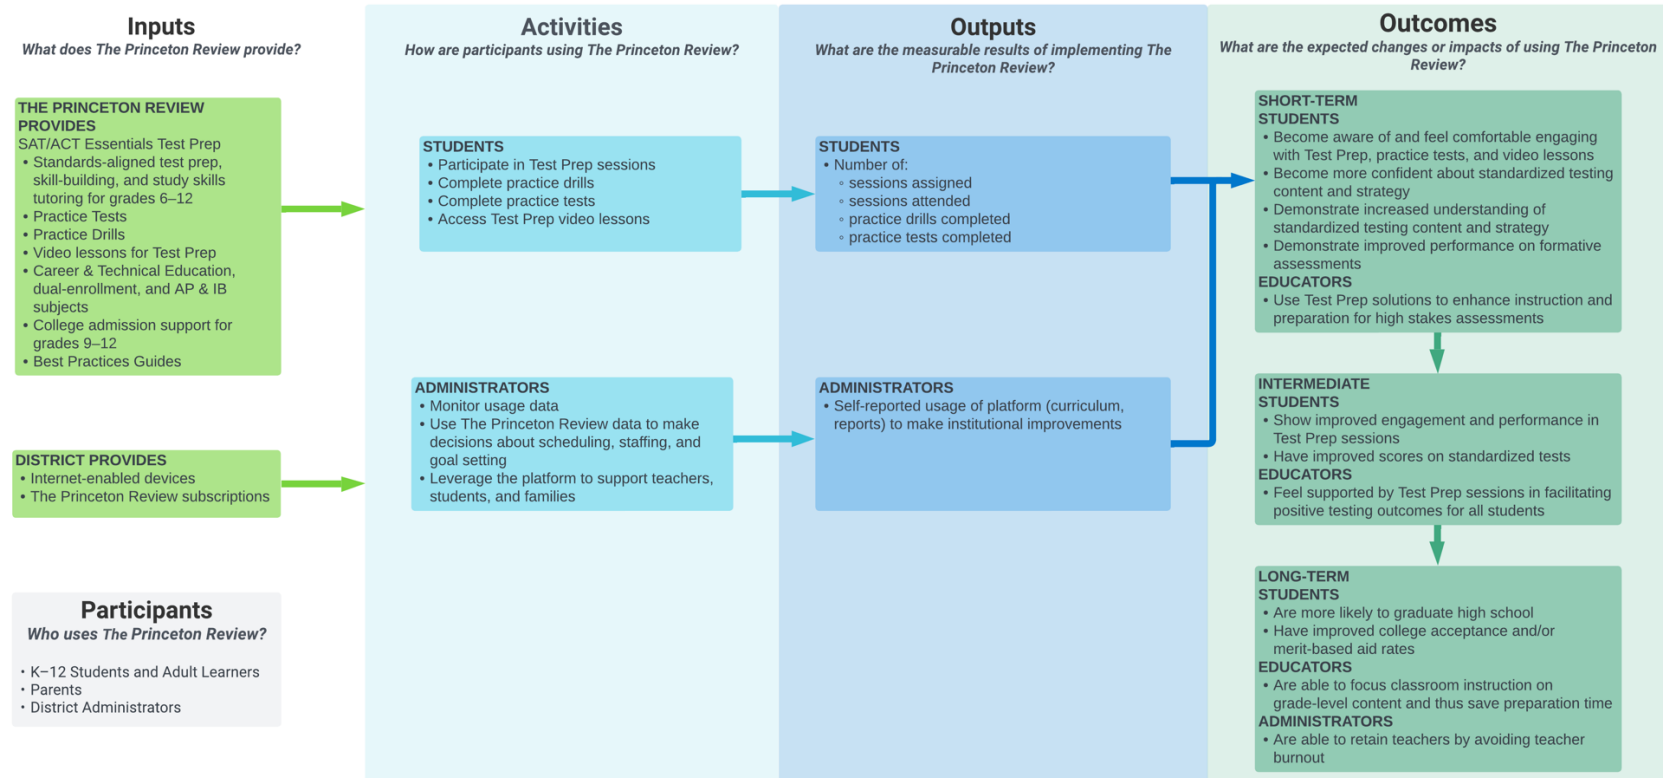 Inputs
What does The Princeton Review provide?
THE PRINCETON REVIEW
PROVIDES
SAT/ACT Essentials Test Prep
• Standards-aligned test prep,
skill-building, and study skills
tutoring for grades 6–12
• Practice Tests
• Practice Drills
• Video lessons for Test Prep
• Career & Technical Education,
dual-enrollment, and AP & IB
subjects
• College admission support for
grades 9–12
• Best Practices Guides
DISTRICT PROVIDES
• Internet-enabled devices
• The Princeton Review subscriptions
Participants
Who uses The Princeton Review?
• K–12 Students and Adult Learners
• Parents
• District Administrators
Activities
How are participants using The Princeton Review?
STUDENTS
• Participate in Test Prep sessions
• Complete practice drills
• Complete practice tests
• Access Test Prep video lessons
ADMINISTRATORS
• Monitor usage data
• Use The Princeton Review data to make
decisions about scheduling, staffing, and
goal setting
• Leverage the platform to support teachers,
students, and families
Outputs
What are the measurable results of implementing The
Princeton Review?
STUDENTS
• Number of:
◦ sessions assigned
◦ sessions attended
◦ practice drills completed
◦ practice tests completed
ADMINISTRATORS
• Self-reported usage of platform (curriculum,
reports) to make institutional improvements
Outcomes
What are the expected changes or impacts of using The Princeton
Review?
SHORT-TERM
STUDENTS
• Become aware of and feel comfortable engaging
with Test Prep, practice tests, and video lessons
• Become more confident about standardized testing
content and strategy
• Demonstrate increased understanding of
standardized testing content and strategy
• Demonstrate improved performance on formative
assessments
EDUCATORS
• Use Test Prep solutions to enhance instruction and
preparation for high stakes assessments
INTERMEDIATE
STUDENTS
• Show improved engagement and performance in
Test Prep sessions
• Have improved scores on standardized tests
EDUCATORS
• Feel supported by Test Prep sessions in facilitating
positive testing outcomes for all students
LONG-TERM
STUDENTS
• Are more likely to graduate high school
• Have improved college acceptance and/or
merit-based aid rates
EDUCATORS
• Are able to focus classroom instruction on
grade-level content and thus save preparation time
ADMINISTRATORS
• Are able to retain teachers by avoiding teacher
burnout